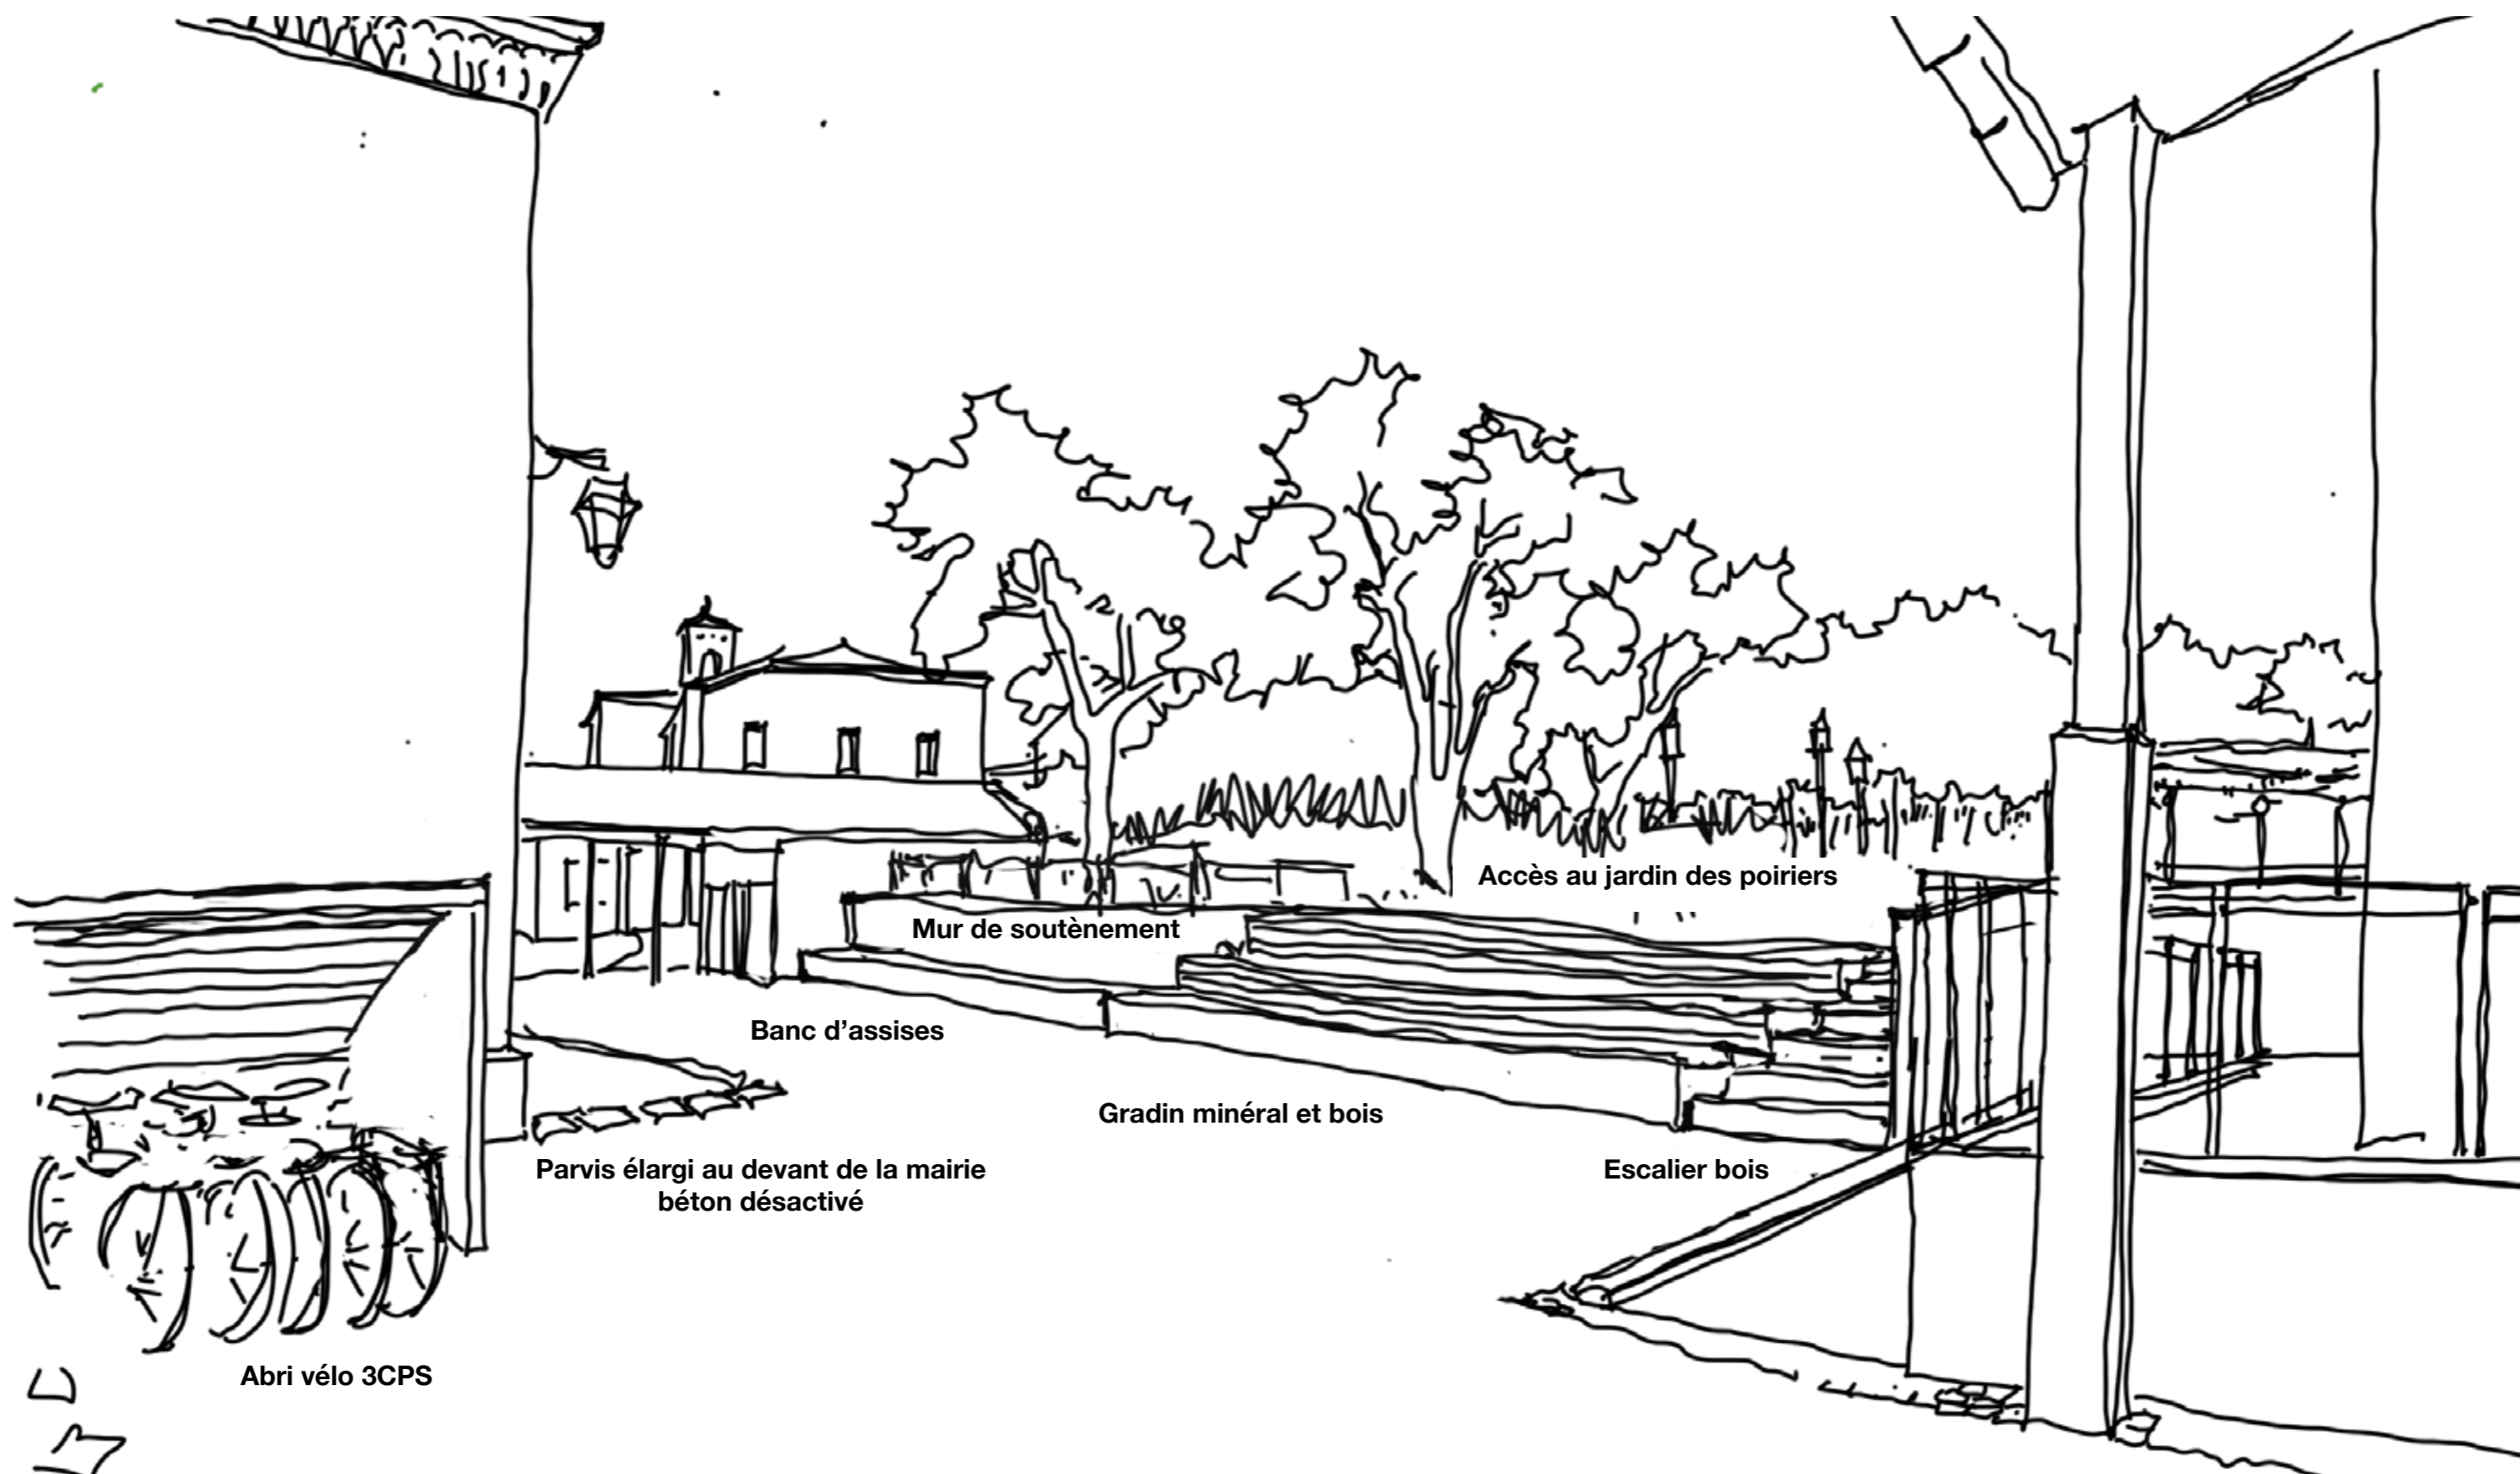 Accès au jardin des poiriers
Mur de soutènement
Banc d’assises
Gradin minéral et bois
Parvis élargi au devant de la mairie
béton désactivé
Escalier bois
Abri vélo 3CPS